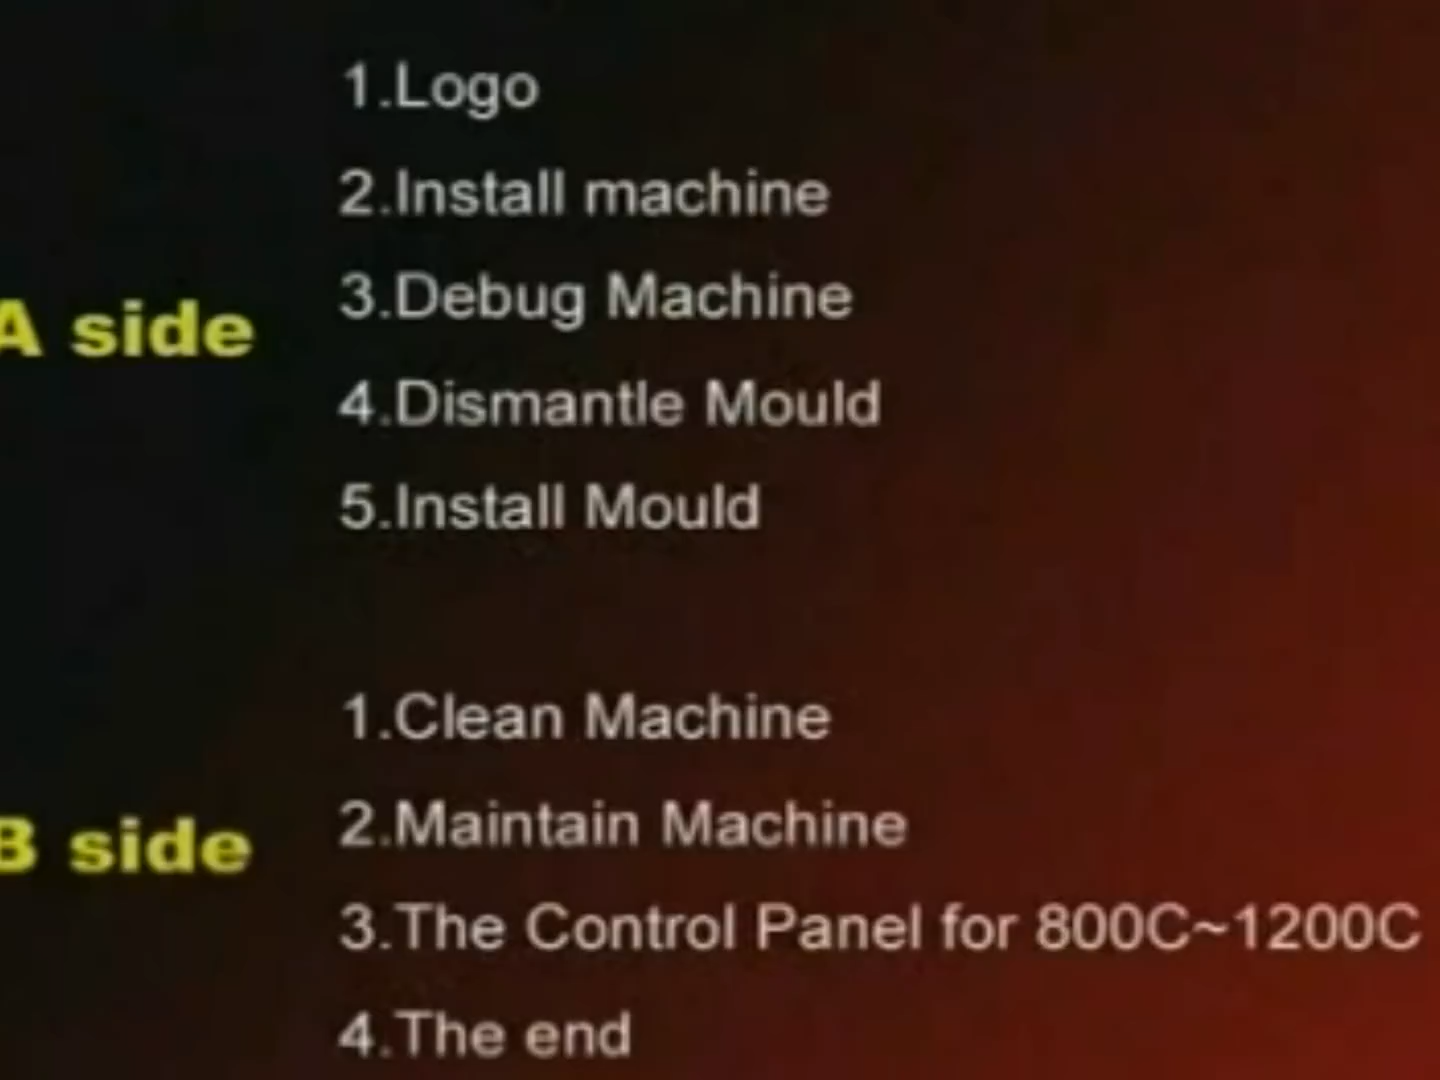 1.Logo
2.Install machine
3.Debug Machine
A side
4.Dismantle Mould
5.Install Mould
1.Clean Machine
2.Maintain Machine
B side
3.The Control Panel for 800C~1200C
4.The end